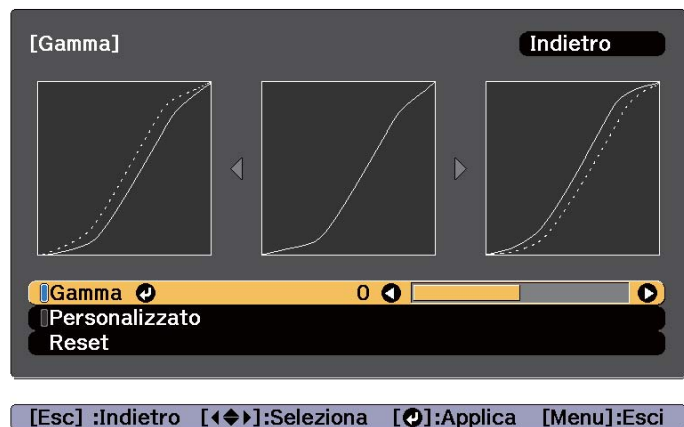 [Gamma] Indietro
Gamma 0
Personalizzato
Reset
[Esc] :Indietro [ ]:Seleziona [ ]:Applica [Menu]:Esci